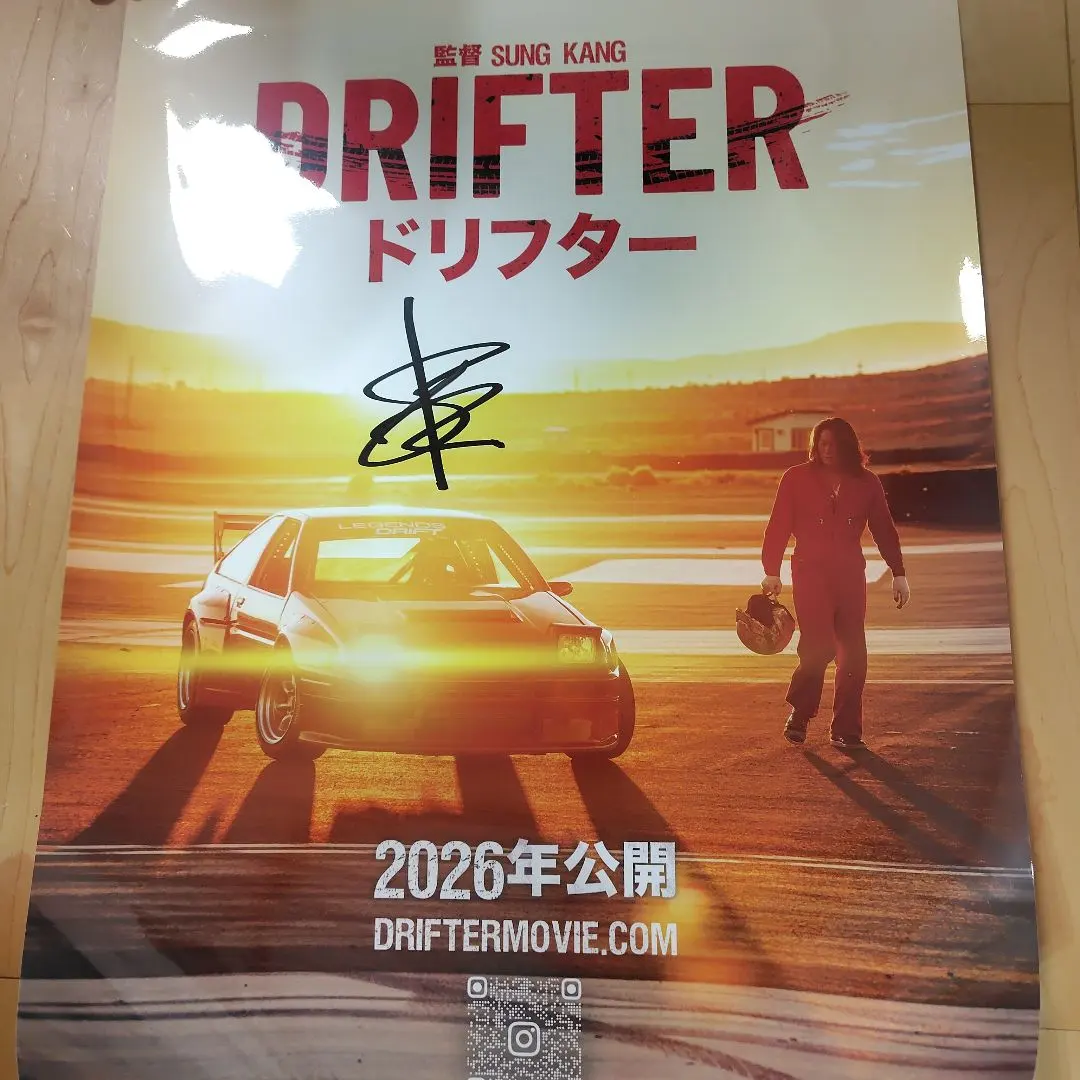 監督 SUNG KANG
DRIFTER
ドリフター
LEGENDS
DRIFT
2026年公開
DRIFTERMOVIE.COM